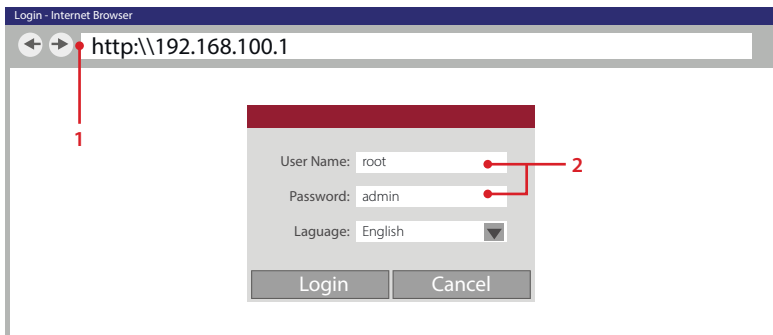 Login - Internet Browser
http:\\192.168.100.1
1
User Name: root
2
Password: admin
Laguage: English
Login Cancel